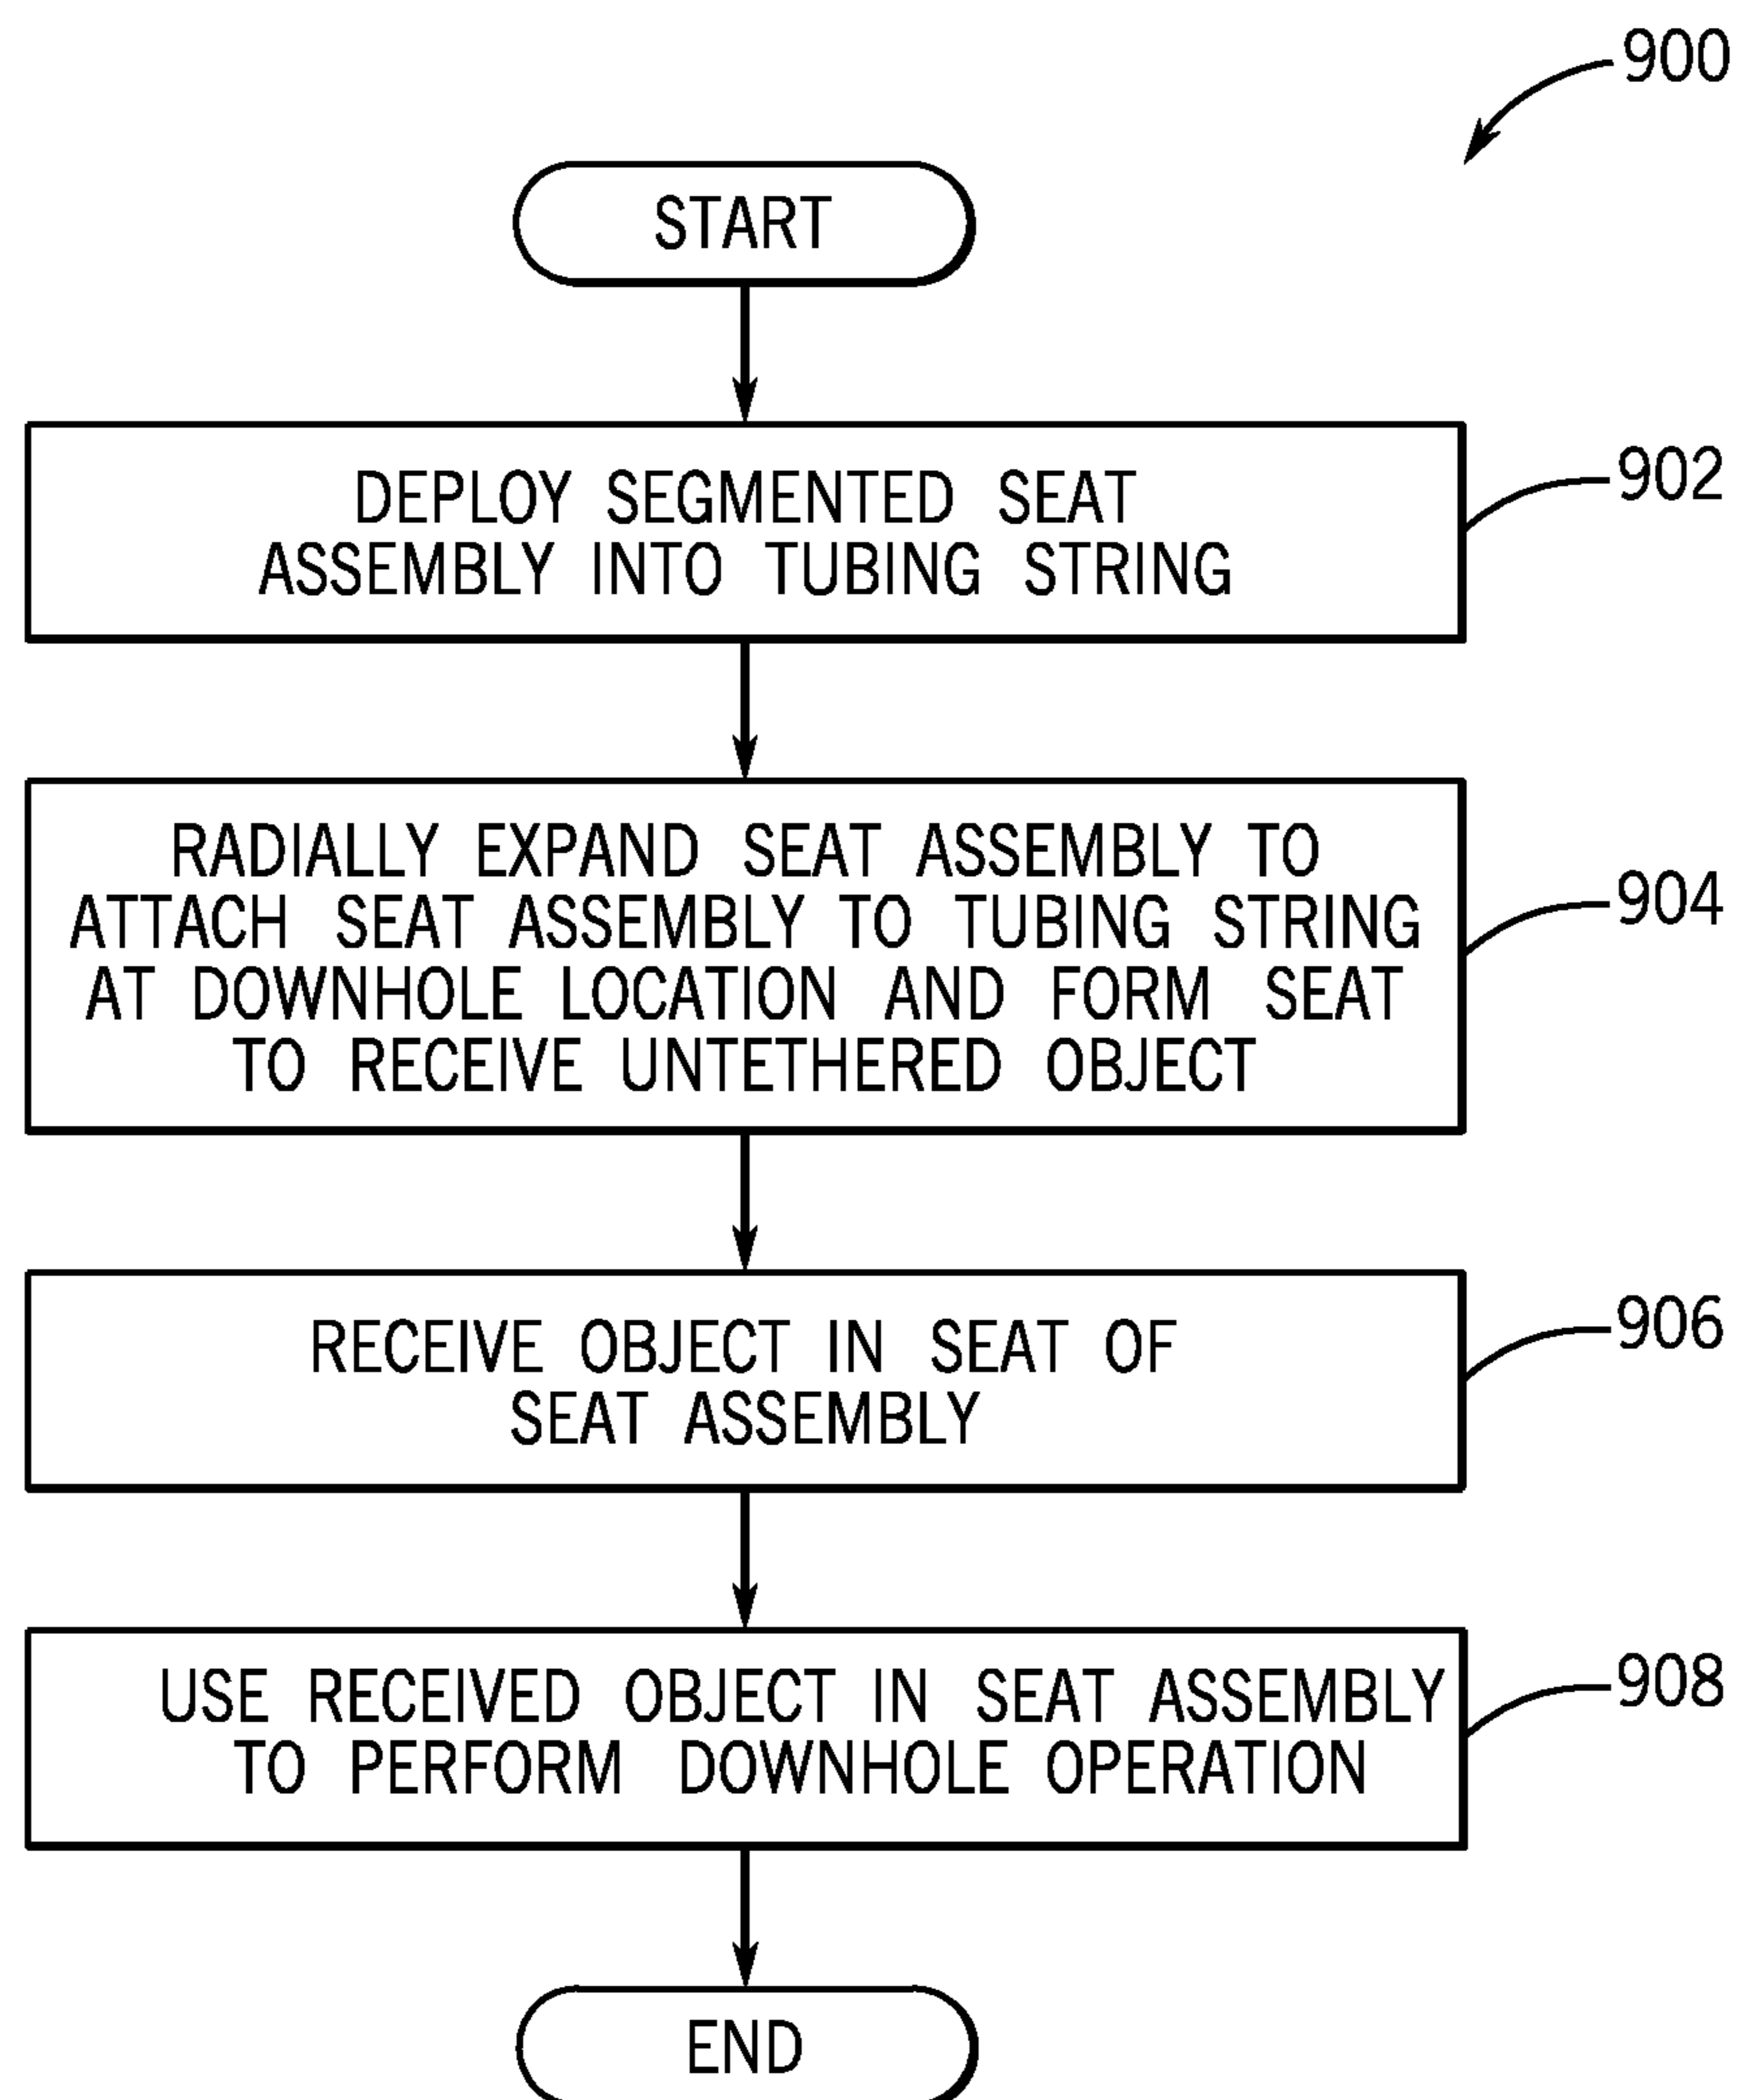 900
START
DEPLOY SEGMENTED SEAT
ASSEMBLY INTO TUBING STRING
902
RADIALLY EXPAND SEAT ASSEMBLY TO
ATTACH SEAT ASSEMBLY TO TUBING STRING
AT DOWNHOLE LOCATION AND FORM SEAT
TO RECEIVE UNTETHERED OBJECT
904
RECEIVE OBJECT IN SEAT OF
SEAT ASSEMBLY
906
USE RECEIVED OBJECT IN SEAT ASSEMBLY
TO PERFORM DOWNHOLE OPERATION
908
END